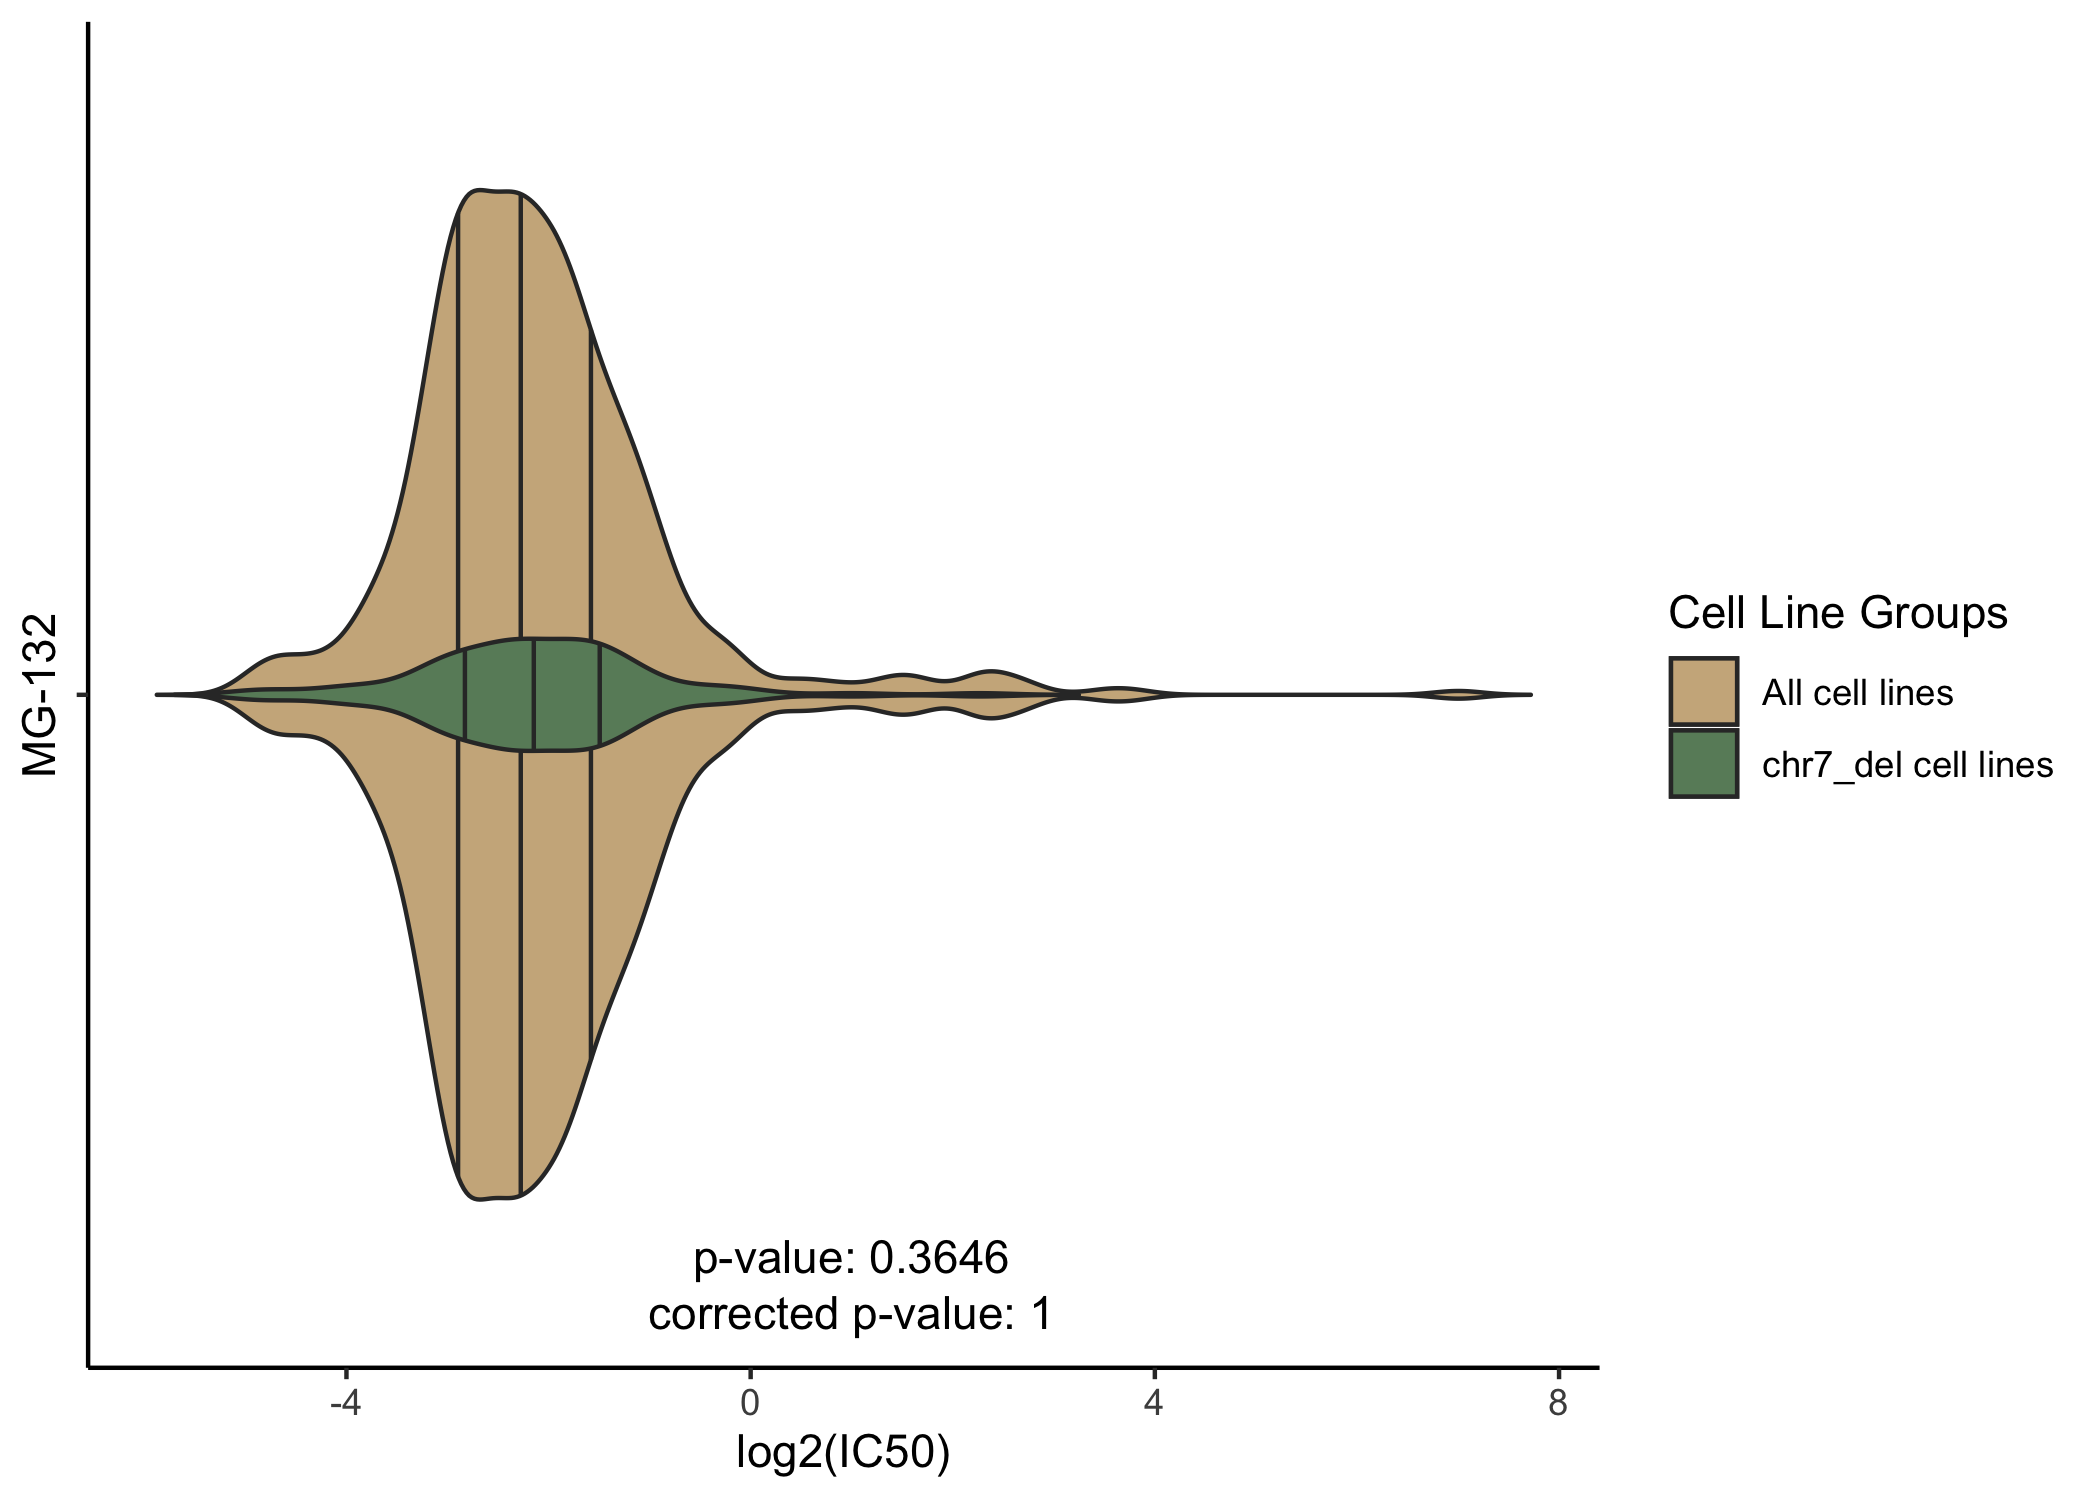 MG-132
Cell Line Groups
All cell lines
chr7_del cell lines
p-value: 0.3646
corrected p-value: 1
-4 0 4 8
log2(IC50)